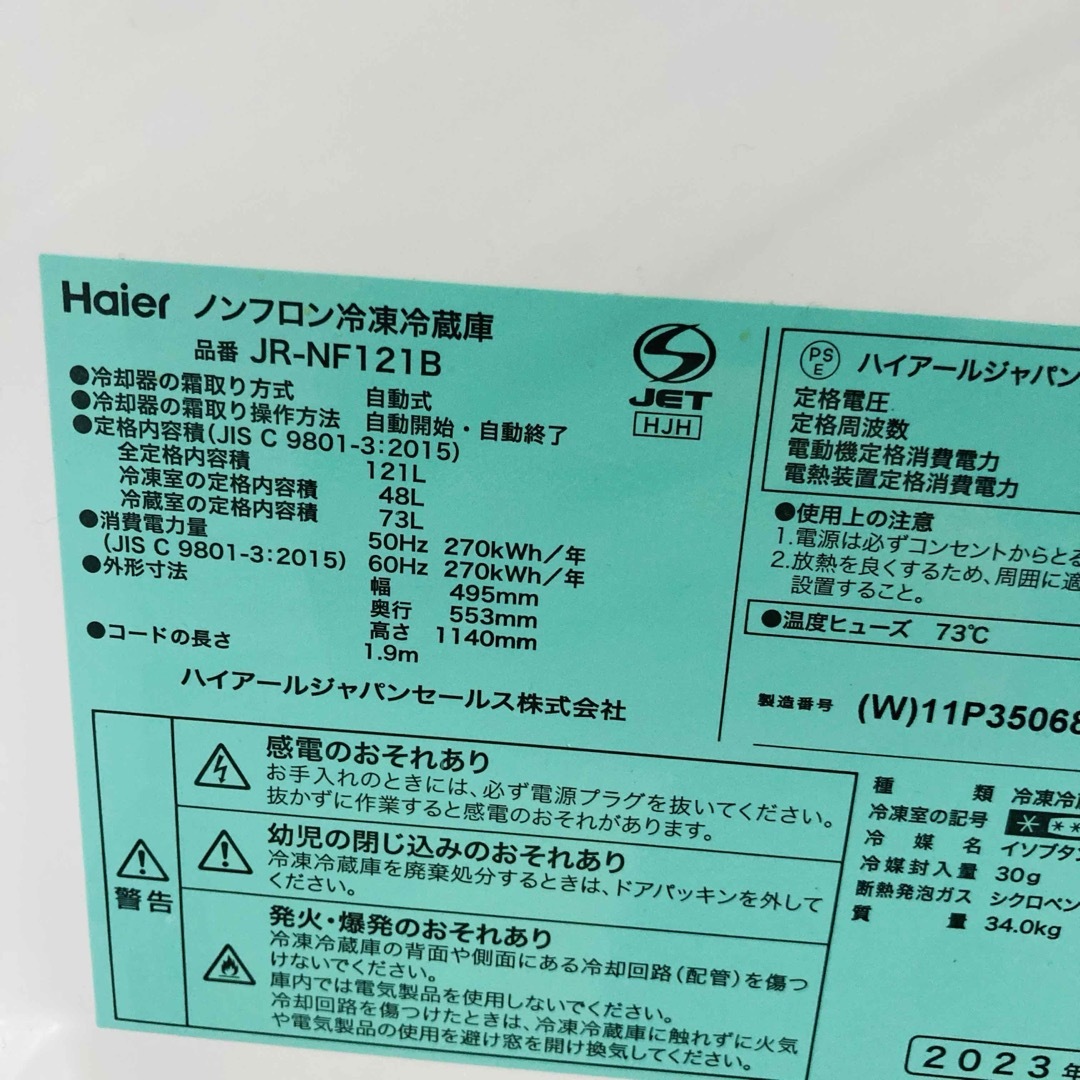 Haier ノンフロン冷凍冷蔵庫
品番 JR-NF121B
●冷却器の霜取り方式 自動式
●冷却器の霜取り操作方法 自動開始・自動終了
●定格内容積(JIS C 9801-3:2015)
全定格内容積 121L
冷凍室の定格内容積 48L
冷蔵室の定格内容積 73L
●消費電力量 50Hz 270kWh/年
(JIS C 9801-3:2015) 60Hz 270kWh/年
●外形寸法 幅 495mm
奥行 553mm
高さ 1140mm
●コードの長さ 1.9m
ハイアールジャパンセールス株式会社
JET
HJH
PS
E
ハイアールジャパン
定格電圧
定格周波数
電動機定格消費電力
電熱装置定格消費電力
●使用上の注意
1.電源は必ずコンセントからとる
2.放熱を良くするため、周囲に適
設置すること。
●温度ヒューズ 73℃
製造番号 (W)11P35068
種類 冷凍冷蔵
冷凍室の記号
冷媒名 イソブタン
冷媒封入量 30g
断熱発泡ガス シクロペン
質量 34.0kg
2023年
警告
感電のおそれあり
お手入れのときには、必ず電源プラグを抜いてください。
抜かずに作業すると感電のおそれがあります。
幼児の閉じ込みのおそれあり
冷凍冷蔵庫を廃棄処分するときは、ドアパッキンを外して
ください。
発火・爆発のおそれあり
冷凍冷蔵庫の背面や側面にある冷却回路(配管)を傷つ
けないでください。
庫内では電気製品を使用しないでください。
冷却回路を傷つけたときは、冷凍冷蔵庫に触れずに火気
や電気製品の使用を避け窓を開け換気してください。